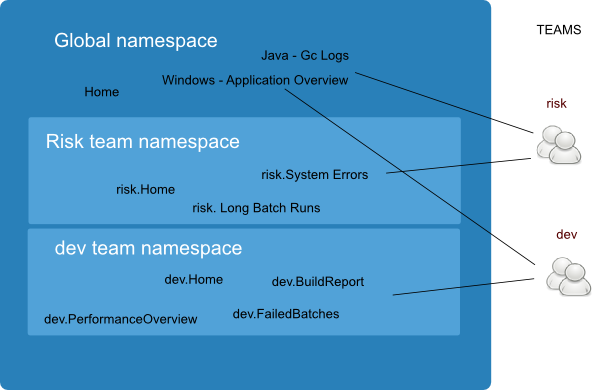 Global namespace
TEAMS
Java - Gc Logs
Windows - Application Overview
Home
risk
Risk team namespace
risk.System Errors
risk.Home
risk. Long Batch Runs
dev
dev team namespace
dev.Home
dev.BuildReport
dev.FailedBatches
dev.PerformanceOverview